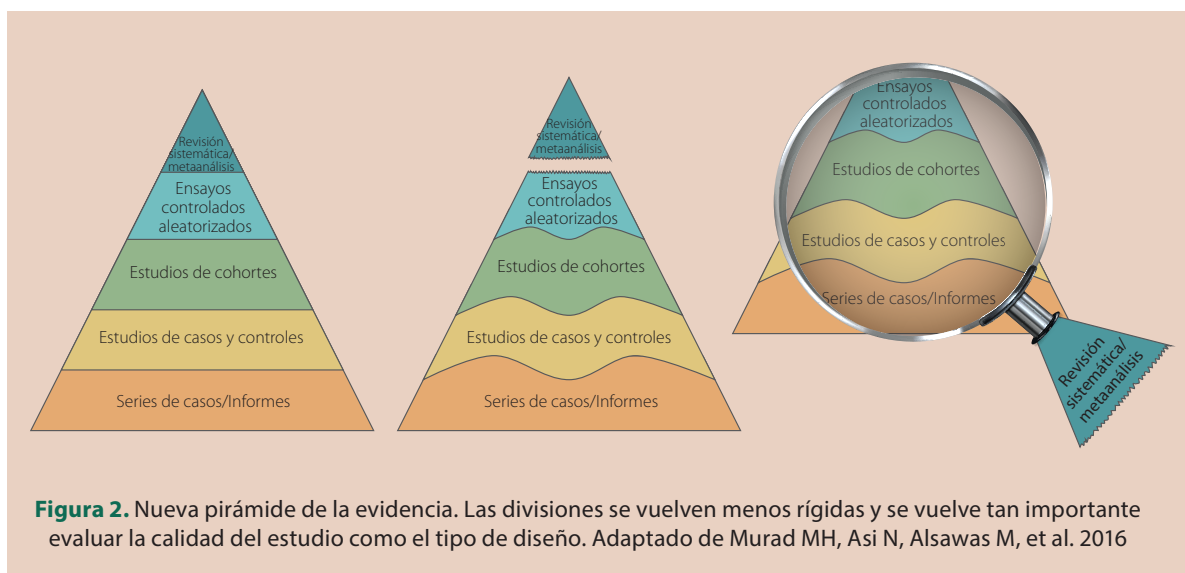 Revisión
sistemática/
metaanálisis
Ensayos
controlados
aleatorizados
Estudios de cohortes
Estudios de casos y controles
Series de casos/Informes
Revisión
sistemática/
metaanálisis
Ensayos
controlados
aleatorizados
Estudios de cohortes
Estudios de casos y controles
Series de casos/Informes
Ensayos
controlados
aleatorizados
Estudios de cohortes
Estudios de casos y controles
Series de casos/Informes
Revisión
sistemática/
metaanálisis
Figura 2. Nueva pirámide de la evidencia. Las divisiones se vuelven menos rígidas y se vuelve tan importante
evaluar la calidad del estudio como el tipo de diseño. Adaptado de Murad MH, Asi N, Alsawas M, et al. 2016